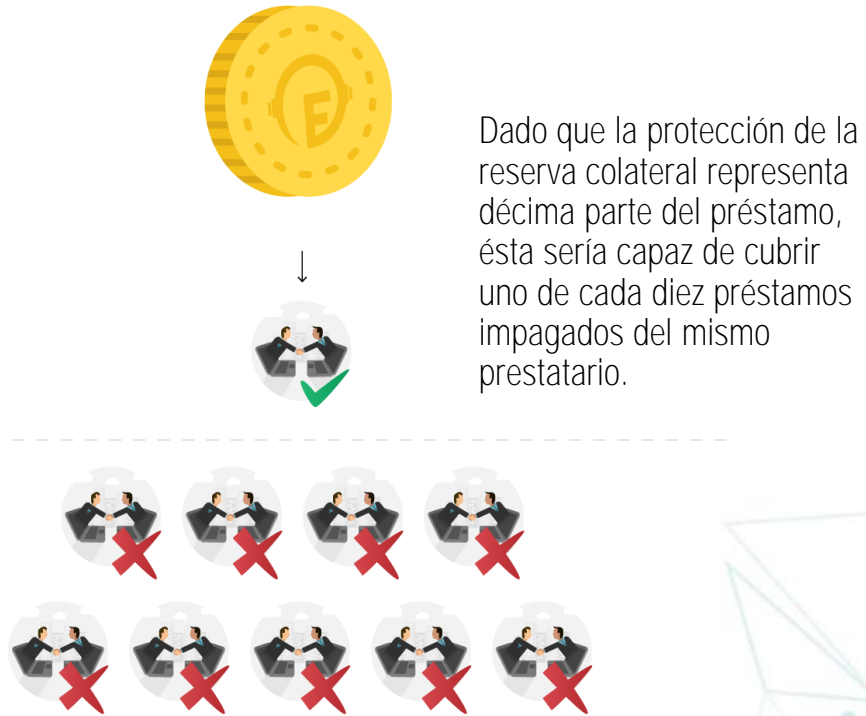 Dado que la protección de la
reserva colateral representa
décima parte del préstamo,
ésta sería capaz de cubrir
uno de cada diez préstamos
impagados del mismo
prestatario.